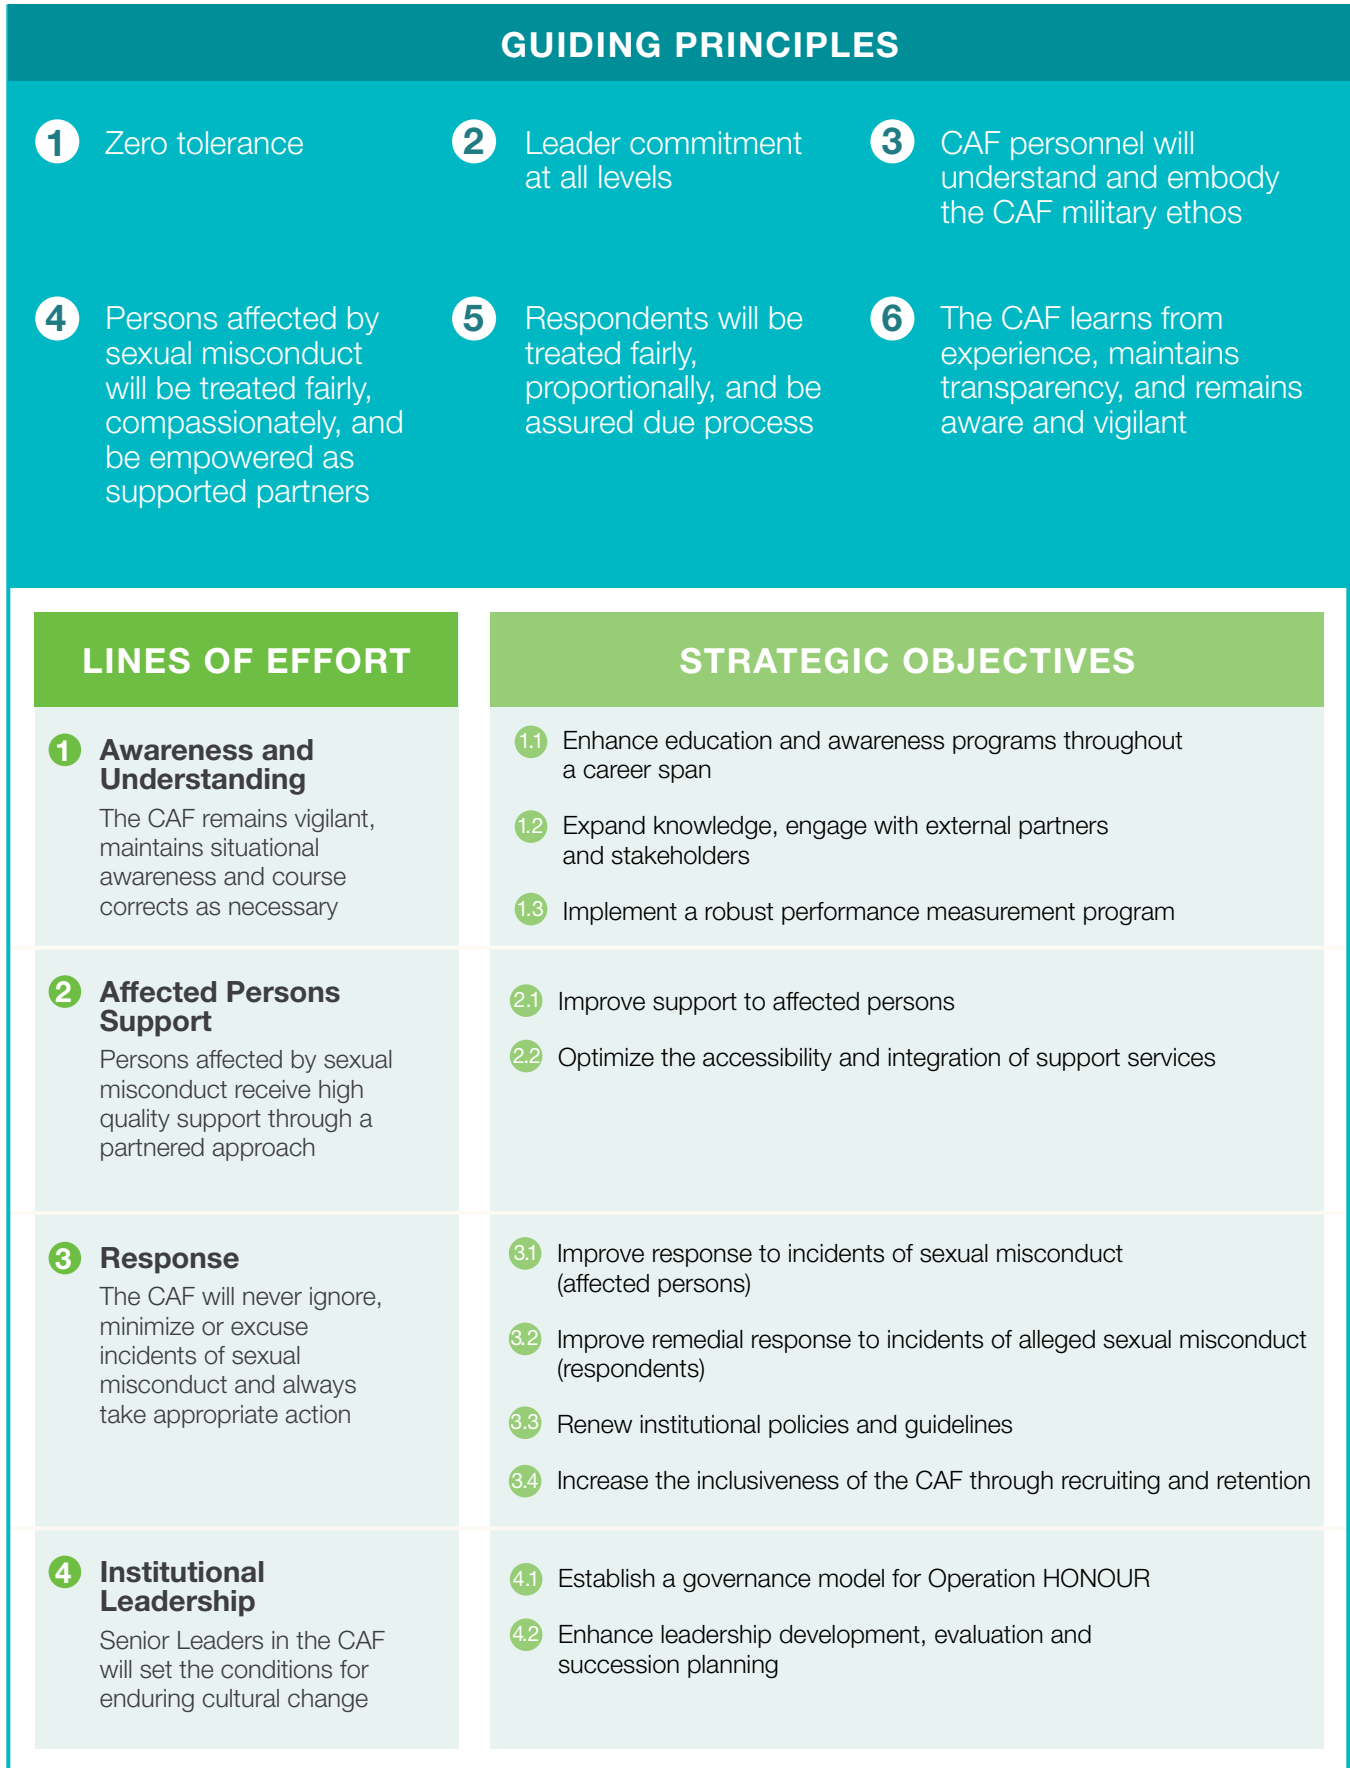 GUIDING PRINCIPLES
1 Zero tolerance
2 Leader commitment
at all levels
3 CAF personnel will
understand and embody
the CAF military ethos
4 Persons affected by
sexual misconduct
will be treated fairly,
compassionately, and
be empowered as
supported partners
5 Respondents will be
treated fairly,
proportionally, and be
assured due process
6 The CAF learns from
experience, maintains
transparency, and remains
aware and vigilant
LINES OF EFFORT
STRATEGIC OBJECTIVES
1 Awareness and
Understanding
The CAF remains vigilant,
maintains situational
awareness and course
corrects as necessary
1.1 Enhance education and awareness programs throughout
a career span
1.2 Expand knowledge, engage with external partners
and stakeholders
1.3 Implement a robust performance measurement program
2 Affected Persons
Support
Persons affected by sexual
misconduct receive high
quality support through a
partnered approach
2.1 Improve support to affected persons
2.2 Optimize the accessibility and integration of support services
3 Response
The CAF will never ignore,
minimize or excuse
incidents of sexual
misconduct and always
take appropriate action
3.1 Improve response to incidents of sexual misconduct
(affected persons)
3.2 Improve remedial response to incidents of alleged sexual misconduct
(respondents)
3.3 Renew institutional policies and guidelines
3.4 Increase the inclusiveness of the CAF through recruiting and retention
4 Institutional
Leadership
Senior Leaders in the CAF
will set the conditions for
enduring cultural change
4.1 Establish a governance model for Operation HONOUR
4.2 Enhance leadership development, evaluation and
succession planning